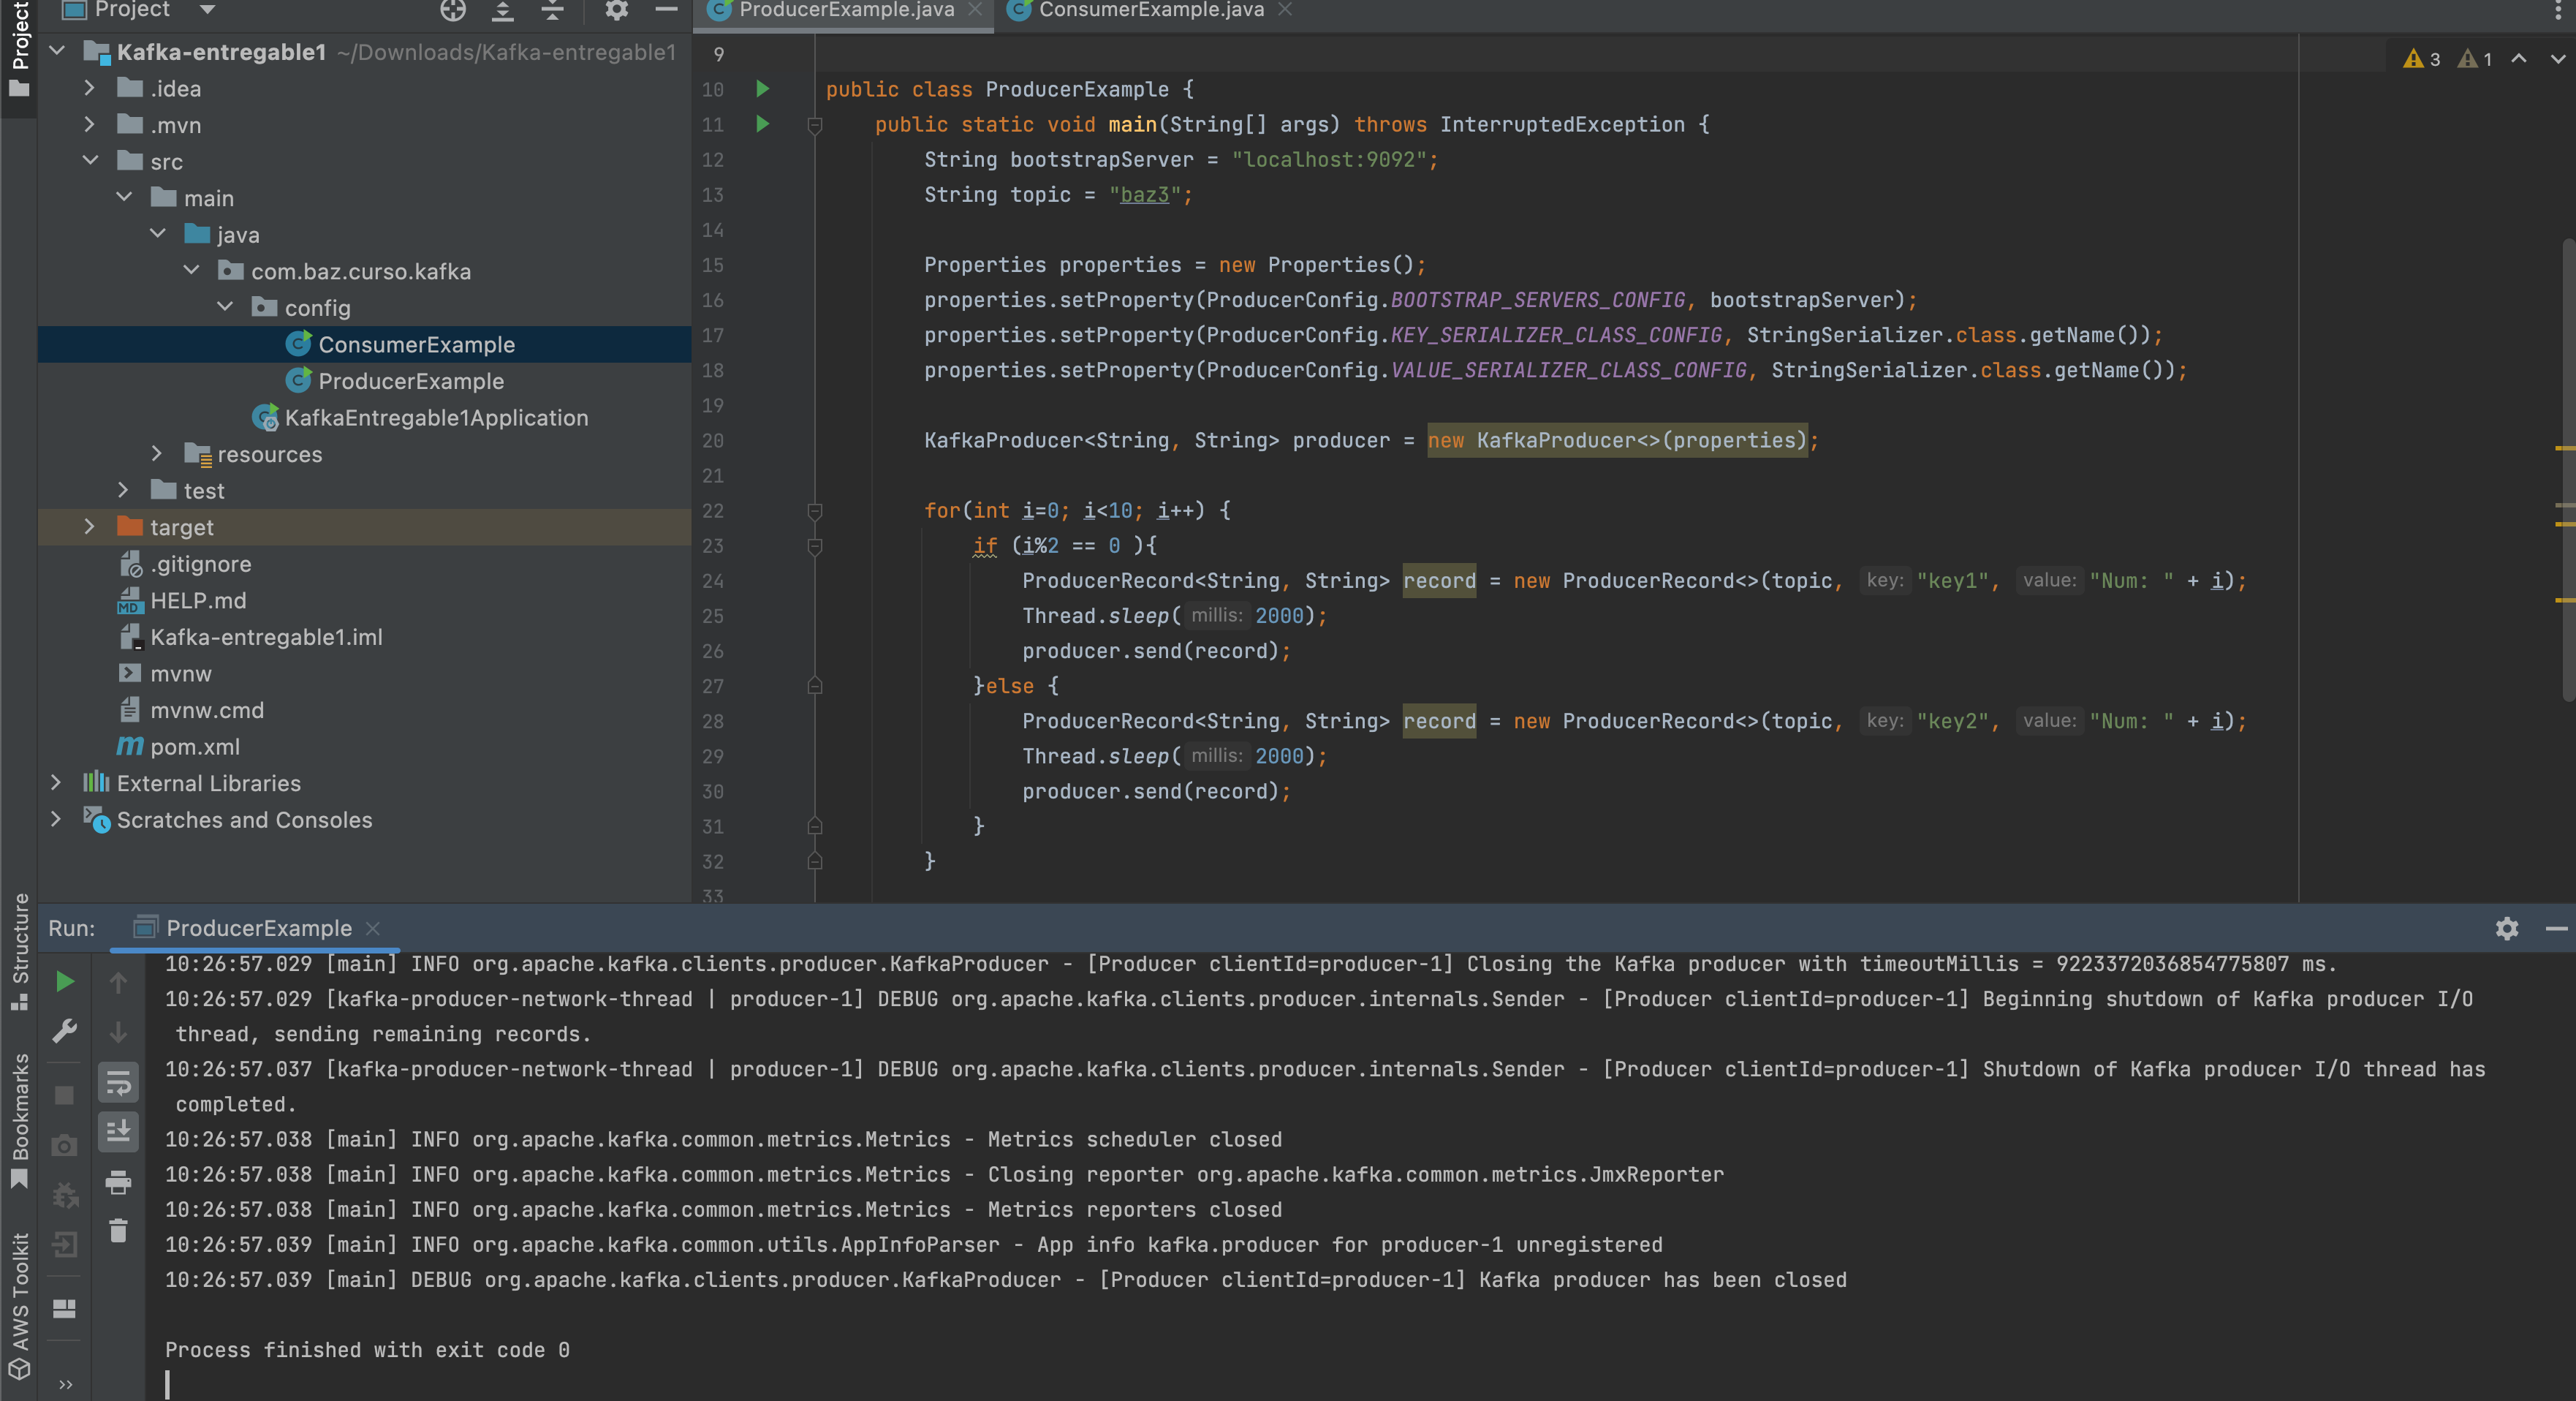 Project
ProducerExample.java
ConsumerExample.java
Project
Kafka-entregable1 ~/Downloads/Kafka-entregable1
.idea
.mvn
src
main
java
com.baz.curso.kafka
config
ConsumerExample
ProducerExample
KafkaEntregable1Application
resources
test
target
.gitignore
HELP.md
Kafka-entregable1.iml
mvnw
mvnw.cmd
pom.xml
External Libraries
Scratches and Consoles
3 1
9
10 public class ProducerExample {
11 public static void main(String[] args) throws InterruptedException {
12 String bootstrapServer = "localhost:9092";
13 String topic = "baz3";
14
15 Properties properties = new Properties();
16 properties.setProperty(ProducerConfig.BOOTSTRAP_SERVERS_CONFIG, bootstrapServer);
17 properties.setProperty(ProducerConfig.KEY_SERIALIZER_CLASS_CONFIG, StringSerializer.class.getName());
18 properties.setProperty(ProducerConfig.VALUE_SERIALIZER_CLASS_CONFIG, StringSerializer.class.getName());
19
20 KafkaProducer<String, String> producer = new KafkaProducer<>(properties);
21
22 for(int i=0; i<10; i++) {
23 if (i%2 == 0 ){
24 ProducerRecord<String, String> record = new ProducerRecord<>(topic, key: "key1", value: "Num: " + i);
25 Thread.sleep( millis: 2000);
26 producer.send(record);
27 }else {
28 ProducerRecord<String, String> record = new ProducerRecord<>(topic, key: "key2", value: "Num: " + i);
29 Thread.sleep( millis: 2000);
30 producer.send(record);
31 }
32 }
33
Structure
Bookmarks
AWS Toolkit
Run: ProducerExample
10:26:57.029 [main] INFO org.apache.kafka.clients.producer.KafkaProducer - [Producer clientId=producer-1] Closing the Kafka producer with timeoutMillis = 9223372036854775807 ms.
10:26:57.029 [kafka-producer-network-thread | producer-1] DEBUG org.apache.kafka.clients.producer.internals.Sender - [Producer clientId=producer-1] Beginning shutdown of Kafka producer I/O
thread, sending remaining records.
10:26:57.037 [kafka-producer-network-thread | producer-1] DEBUG org.apache.kafka.clients.producer.internals.Sender - [Producer clientId=producer-1] Shutdown of Kafka producer I/O thread has
completed.
10:26:57.038 [main] INFO org.apache.kafka.common.metrics.Metrics - Metrics scheduler closed
10:26:57.038 [main] INFO org.apache.kafka.common.metrics.Metrics - Closing reporter org.apache.kafka.common.metrics.JmxReporter
10:26:57.038 [main] INFO org.apache.kafka.common.metrics.Metrics - Metrics reporters closed
10:26:57.039 [main] INFO org.apache.kafka.common.utils.AppInfoParser - App info kafka.producer for producer-1 unregistered
10:26:57.039 [main] DEBUG org.apache.kafka.clients.producer.KafkaProducer - [Producer clientId=producer-1] Kafka producer has been closed
Process finished with exit code 0